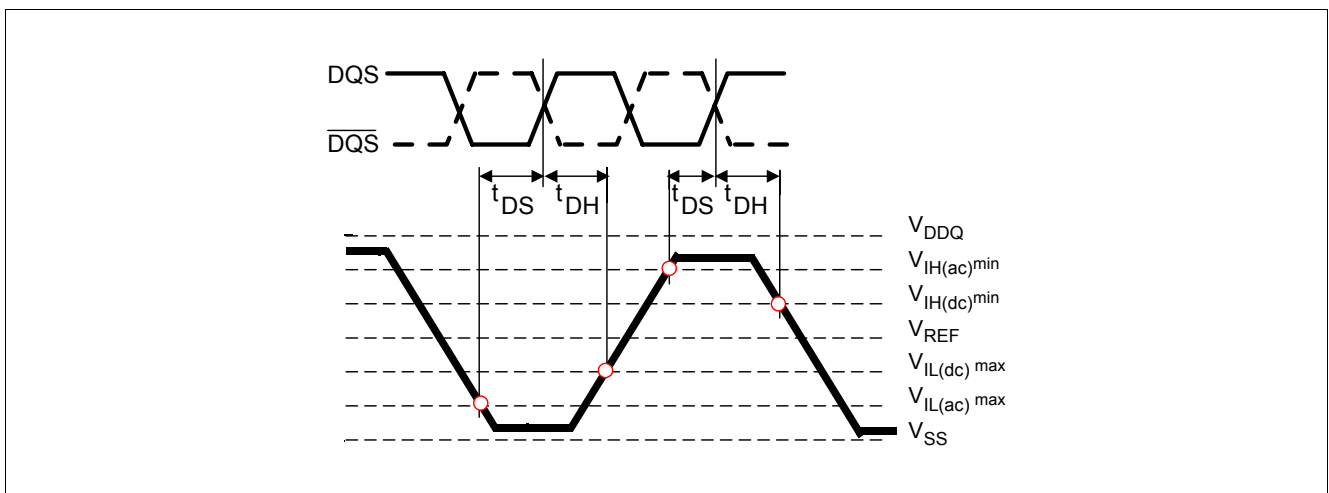 DQS
DQS
tDS tDH tDS tDH
VDDQ
VIH(ac)min
VIH(dc)min
VREF
VIL(dc) max
VIL(ac) max
VSS